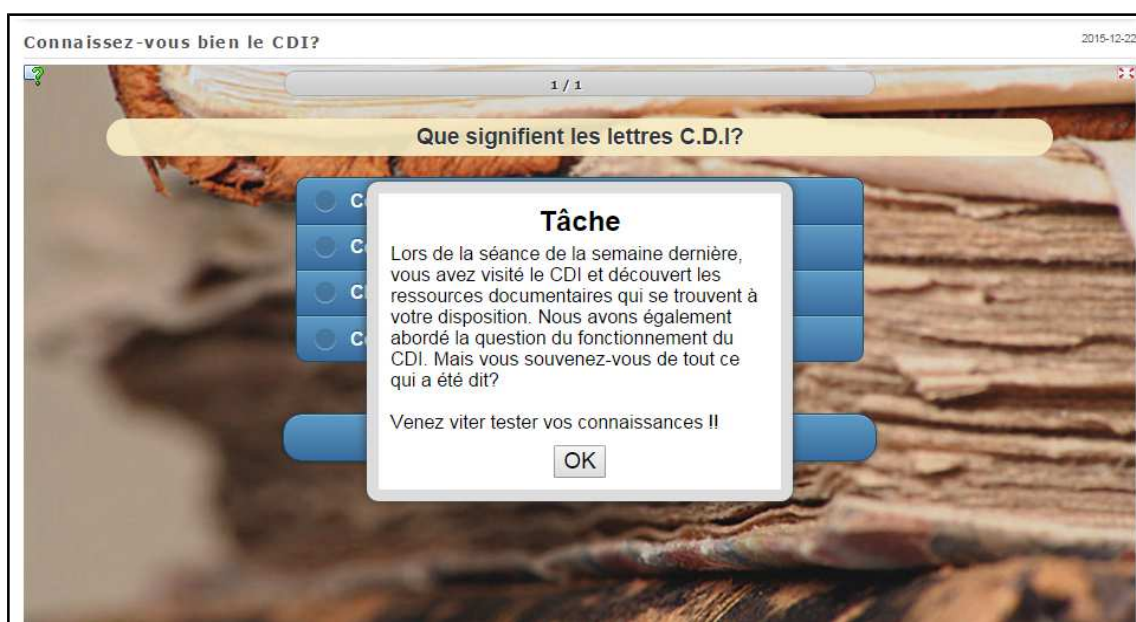 Connaissez-vous bien le CDI?
2015-12-22
1 / 1
Que signifient les lettres C.D.I?
Tâche
Lors de la séance de la semaine dernière,
vous avez visité le CDI et découvert les
ressources documentaires qui se trouvent à
votre disposition. Nous avons également
abordé la question du fonctionnement du
CDI. Mais vous souvenez-vous de tout ce
qui a été dit?
Venez viter tester vos connaissances !!
OK